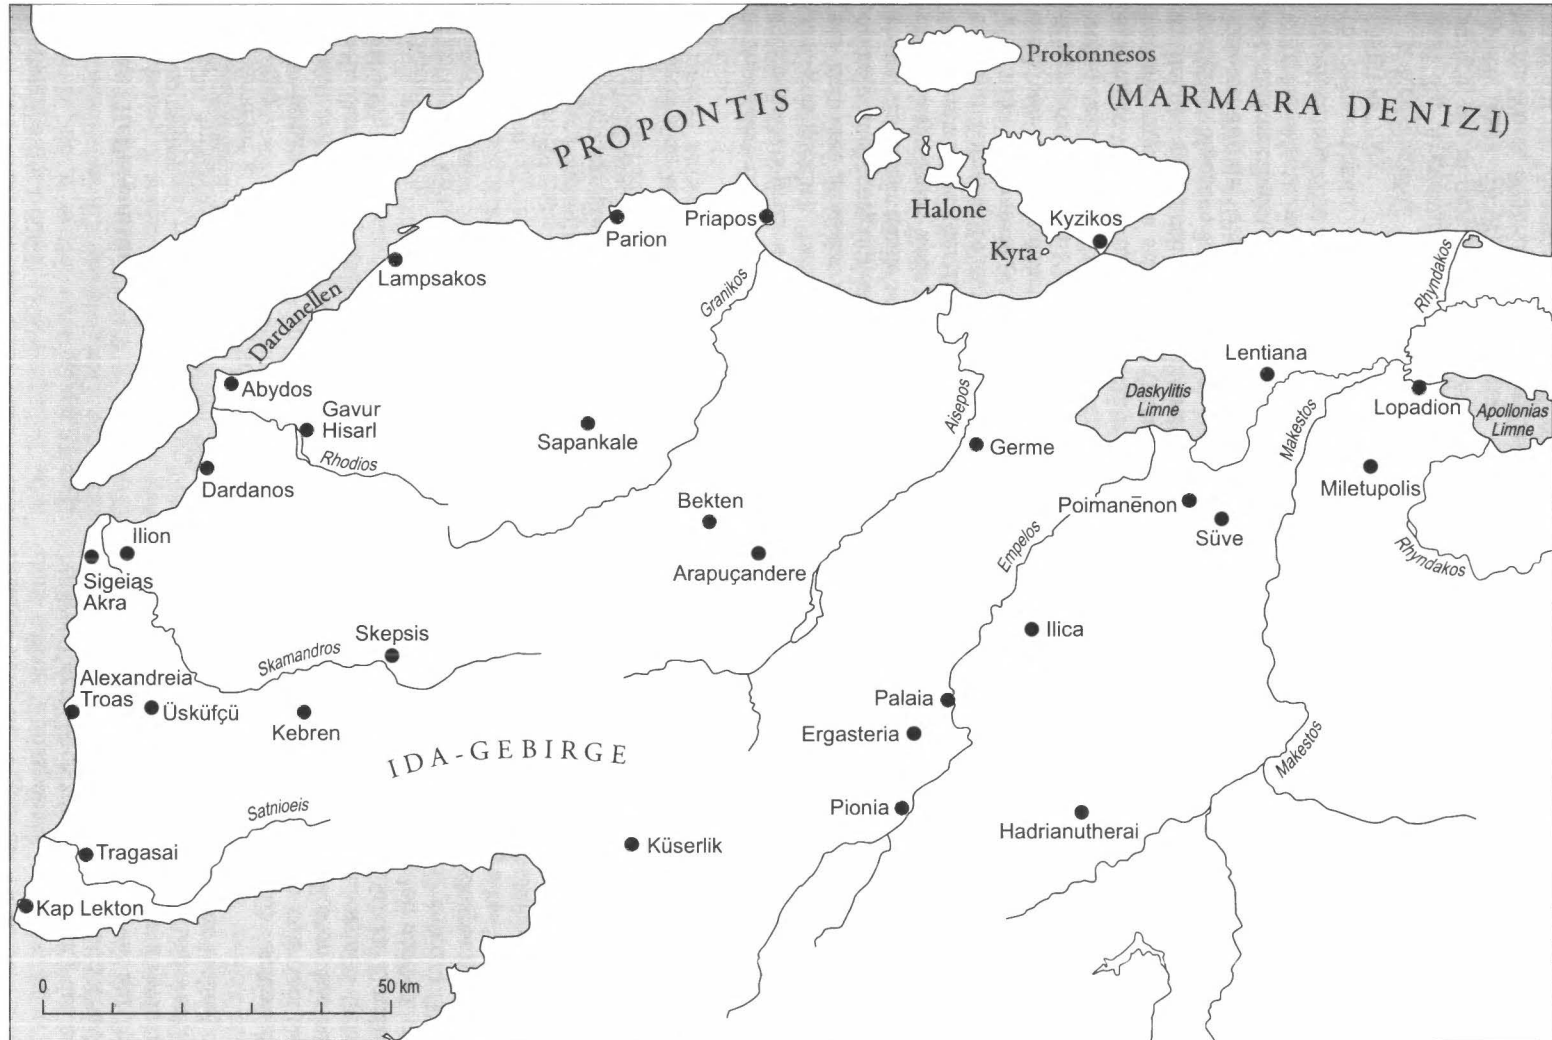 Prokonnesos
PROPONTIS
(MARMARA DENIZI)
Halone
Kyzikos
Kyra
Parion
Priapos
Lampsakos
Dardanellen
Granikos
Rhyndakos
Abydos
Gavur
Hisarl
Rhodios
Sapankale
Aisepos
Daskylitis
Limne
Lentiana
Makestos
Lopadion
Apollonias
Limne
Germe
Dardanos
Miletupolis
Bekten
Poimanēnon
Süve
Ilion
Sigeias
Akra
Arapuçandere
Empelos
Rhyndakos
Skepsis
Skamandros
Ilica
Alexandreia
Troas
Üsküfçü
Kebren
Palaia
Ergasteria
IDA-GEBIRGE
Makestos
Satnioeis
Pionia
Hadrianutherai
Tragasai
Küserlik
Kap Lekton
0
50 km